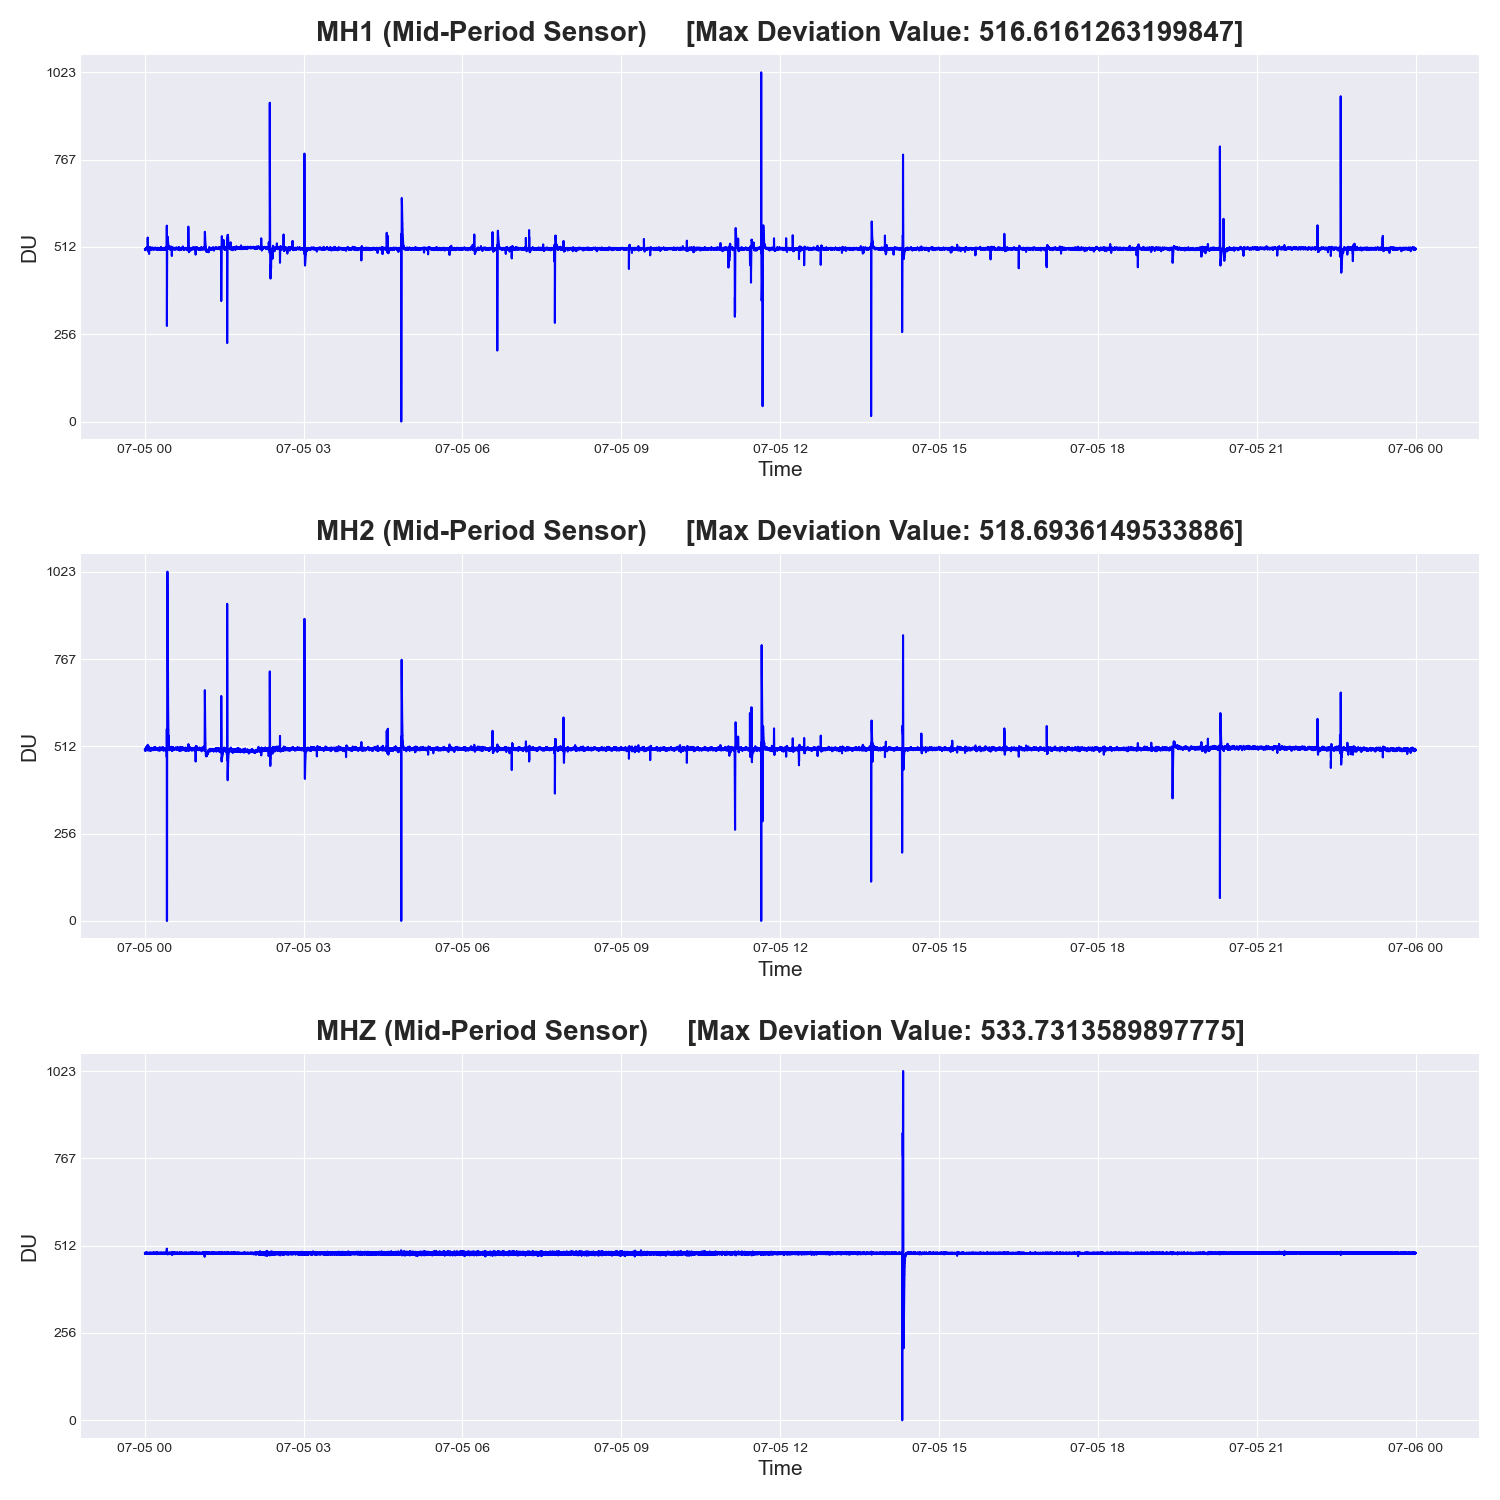 MH1 (Mid-Period Sensor) [Max Deviation Value: 516.6161263199847]
1023
767
512
256
0
DU
07-05 00 07-05 03 07-05 06 07-05 09 07-05 12 07-05 15 07-05 18 07-05 21 07-06 00
Time
MH2 (Mid-Period Sensor) [Max Deviation Value: 518.6936149533886]
1023
767
512
256
0
DU
07-05 00 07-05 03 07-05 06 07-05 09 07-05 12 07-05 15 07-05 18 07-05 21 07-06 00
Time
MHZ (Mid-Period Sensor) [Max Deviation Value: 533.7313589897775]
1023
767
512
256
0
DU
07-05 00 07-05 03 07-05 06 07-05 09 07-05 12 07-05 15 07-05 18 07-05 21 07-06 00
Time